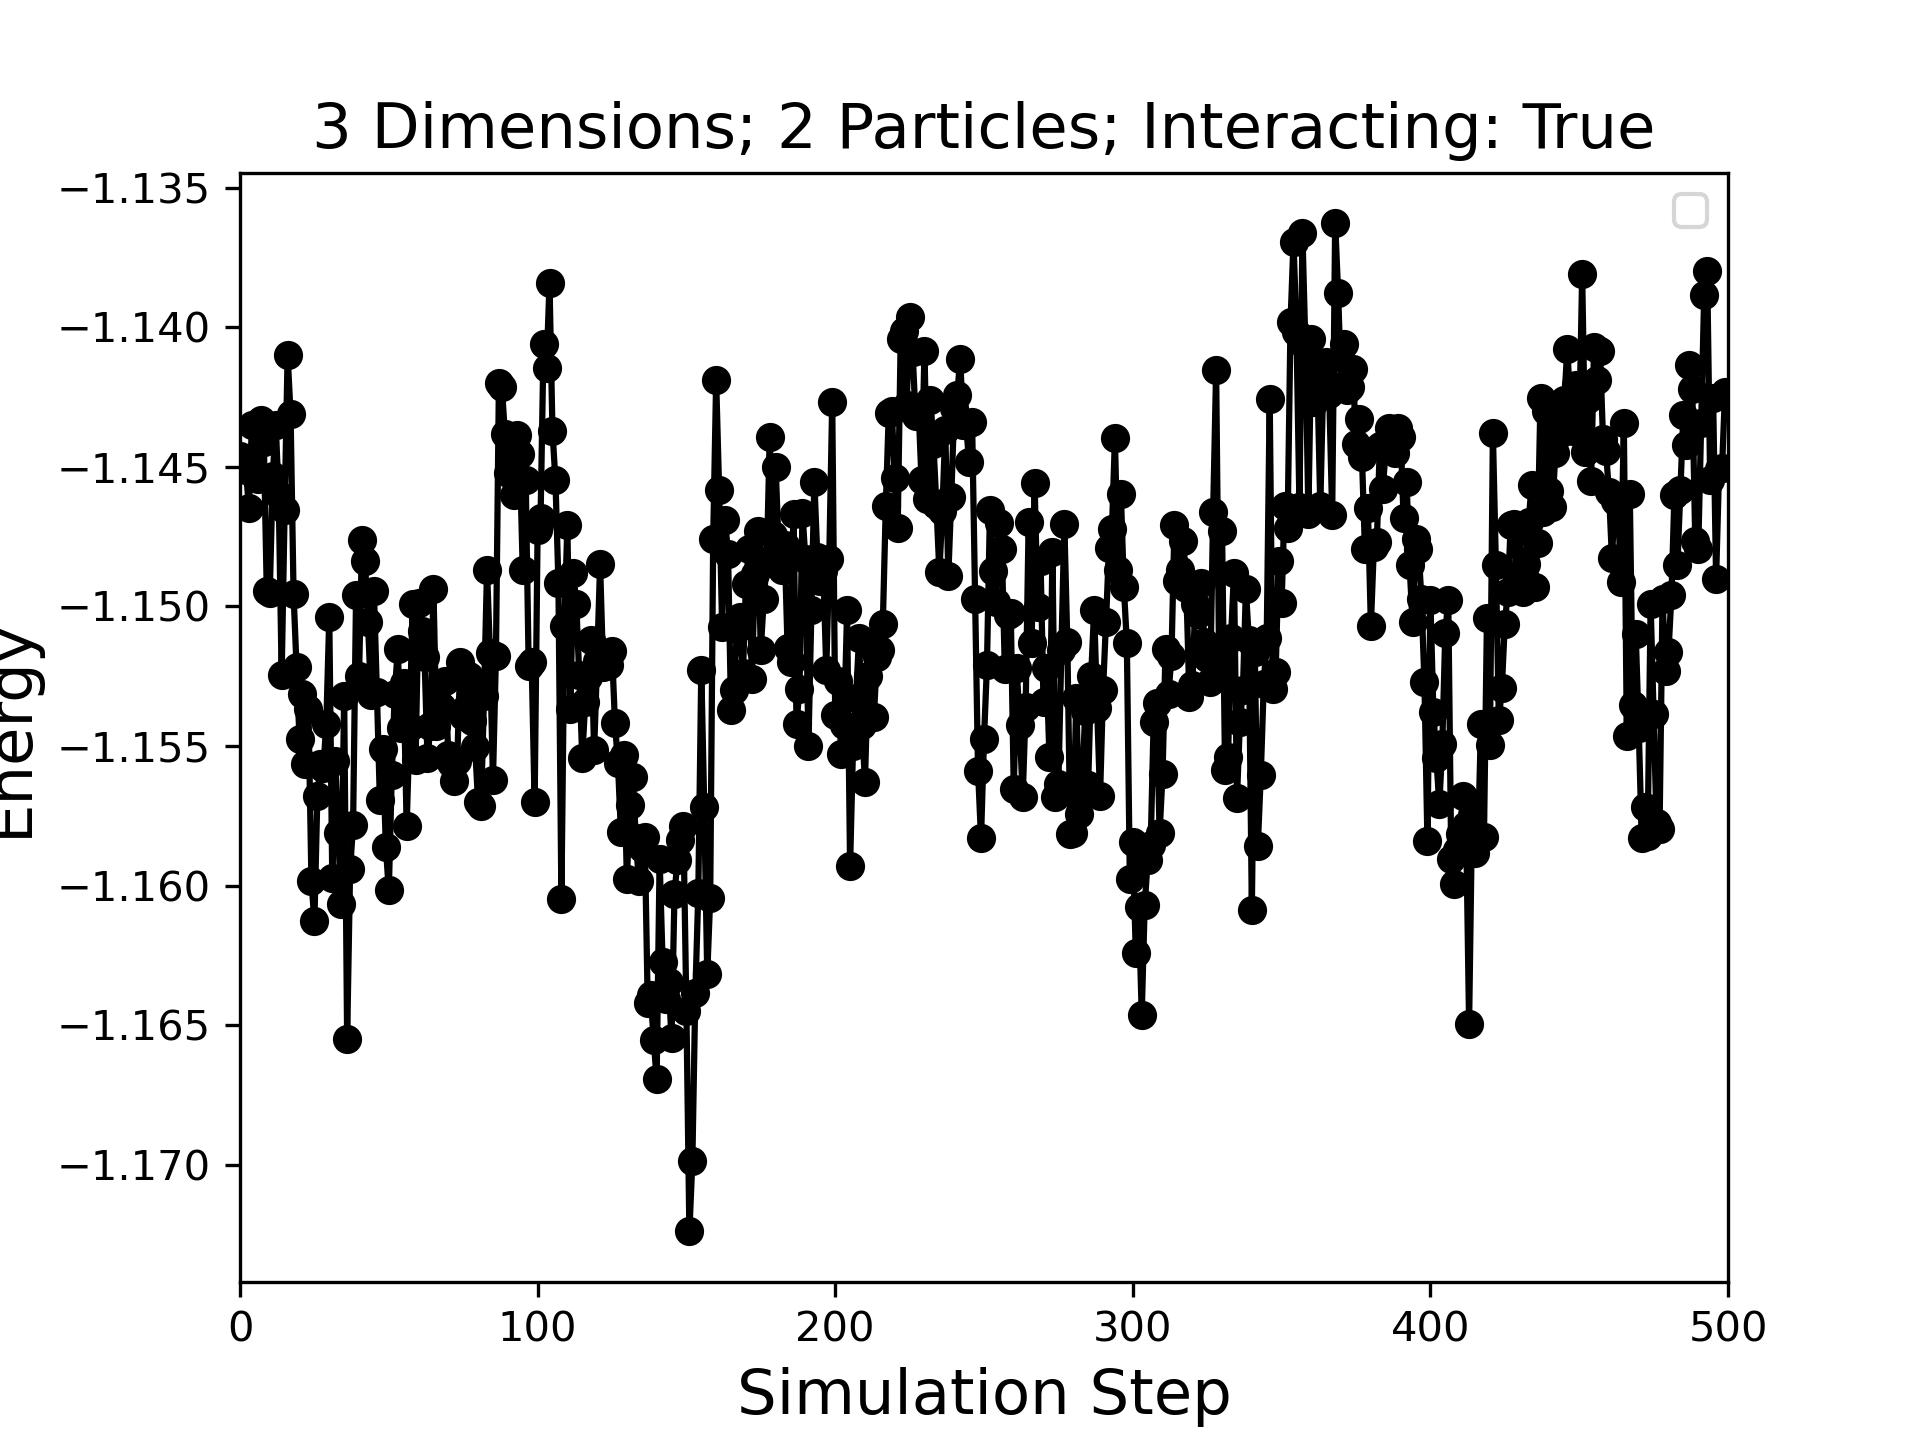 3 Dimensions; 2 Particles; Interacting: True
−1.135
−1.140
−1.145
−1.150
−1.155
−1.160
−1.165
−1.170
Energy
0 100 200 300 400 500
Simulation Step